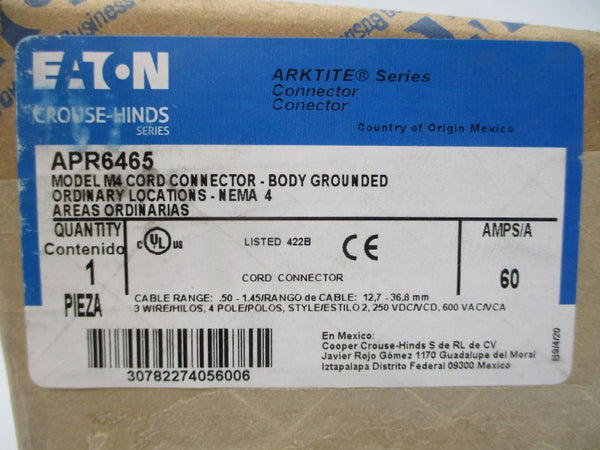 Business
EATON
CROUSE-HINDS
SERIES
ARKTITE® Series
Connector
Conector
Country of Origin Mexico
APR6465
MODEL M4 CORD CONNECTOR - BODY GROUNDED
ORDINARY LOCATIONS - NEMA 4
AREAS ORDINARIAS
QUANTITY
Contenido
1
PIEZA
C UL US
LISTED 422B
CE
CORD CONNECTOR
AMPS/A
60
CABLE RANGE: .50 - 1.45/RANGO de CABLE: 12,7 - 36,8 mm
3 WIRE/HILOS, 4 POLE/POLOS, STYLE/ESTILO 2, 250 VDC/VCD, 600 VAC/VCA
30782274056006
En Mexico:
Cooper Crouse-Hinds S de RL de CV
Javier Rojo Gómez 1170 Guadalupe del Moral
Iztapalapa Distrito Federal 09300 Mexico
B9/4/20